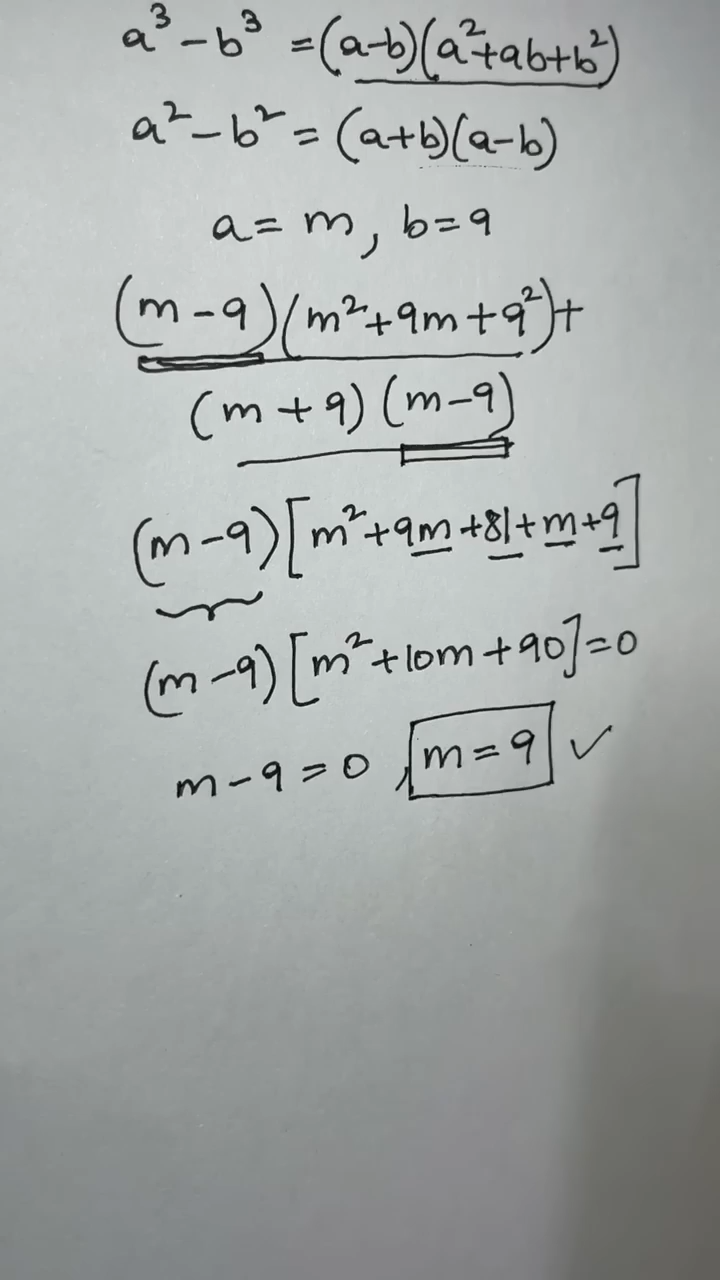 a³ - b³ = (a-b)(a²+ab+b²)
a² - b² = (a+b)(a-b)
a = m, b = 9
(m - 9)(m² + 9m + 9²) +
(m + 9) (m - 9)
(m - 9) [m² + 9m + 81 + m + 9]
(m - 9) [m² + 10m + 90] = 0
m - 9 = 0, m = 9 ✓